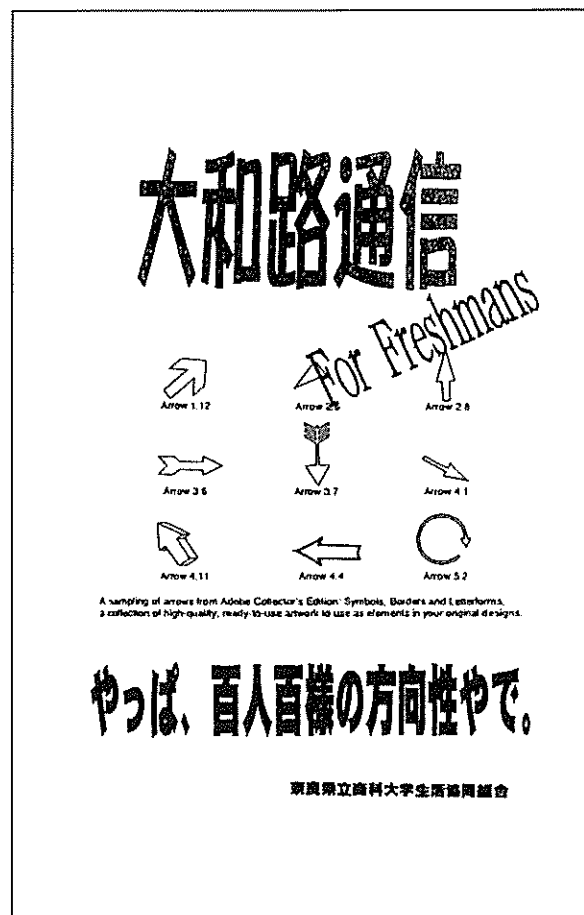 大和路通信
For Freshmans
Arrow 1.12
Arrow 2.8
Arrow 3.6
Arrow 3.7
Arrow 4.1
Arrow 4.11
Arrow 4.4
Arrow 5.2
A sampling of arrows from Adobe Collector's Edition: Symbols, Borders and Letterforms,
a collection of high-quality, ready-to-use artwork to use as elements in your original designs.
やっぱ、百人百様の方向性やで。
奈良県立商科大学生活協同組合